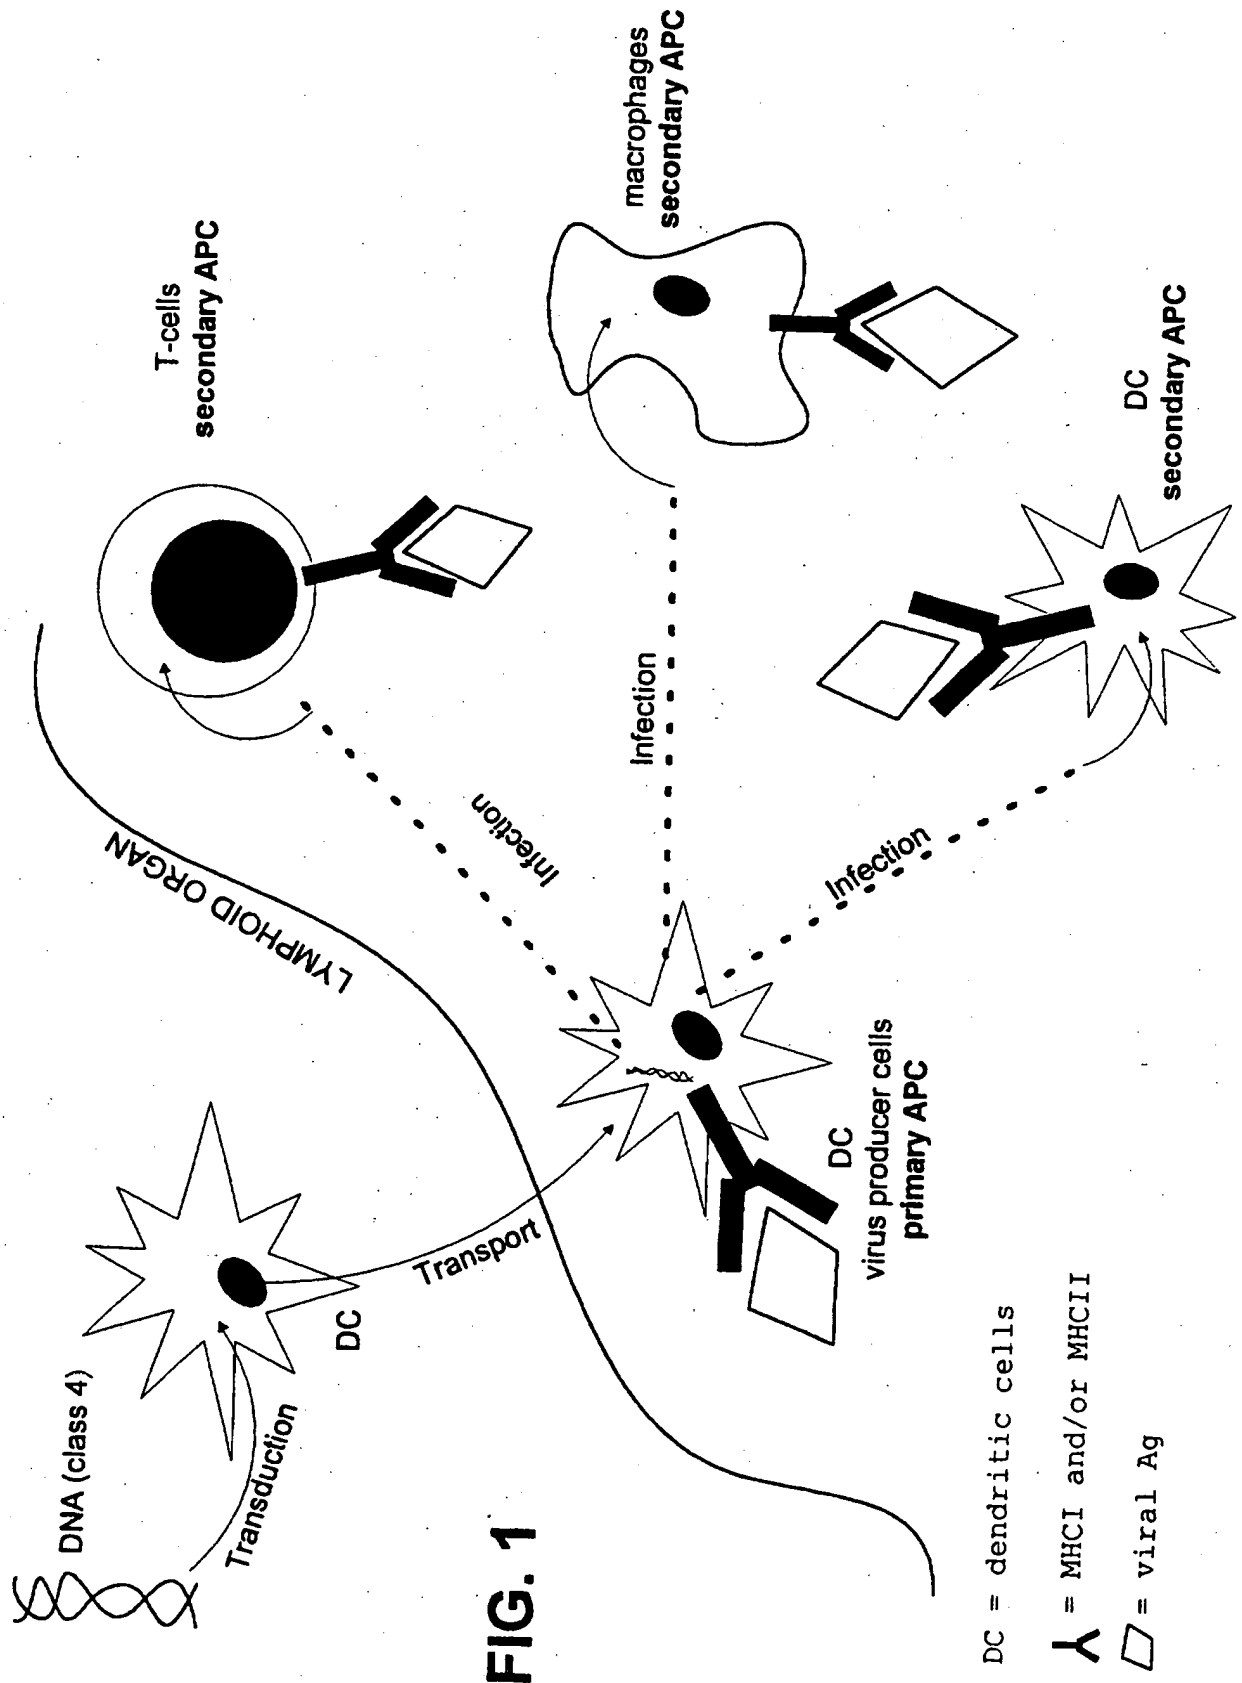 DNA (class 4)
Transduction
DC
Transport
LYMPHOID ORGAN
DC
virus producer cells
primary APC
Infection
Infection
Infection
T-cells
secondary APC
macrophages
secondary APC
DC
secondary APC
FIG. 1
DC = dendritic cells
= MHCI and/or MHCII
= viral Ag